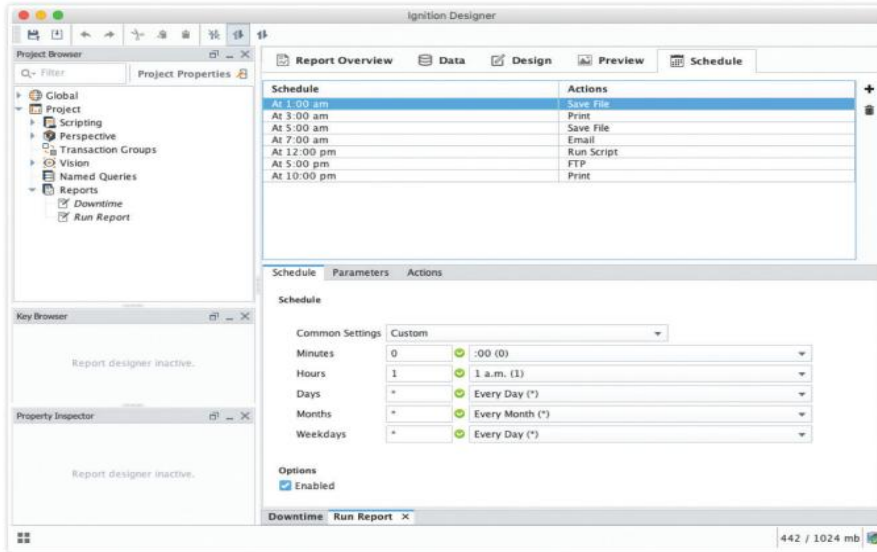 Ignition Designer
Project Browser
Filter
Project Properties
Global
Project
Scripting
Perspective
Transaction Groups
Vision
Named Queries
Reports
Downtime
Run Report
Key Browser
Report designer inactive.
Property Inspector
Report designer inactive.
Report Overview Data Design Preview Schedule
Schedule Actions
At 1:00 am Save File
At 3:00 am Print
At 5:00 am Save File
At 7:00 am Email
At 12:00 pm Run Script
At 5:00 pm FTP
At 10:00 pm Print
Schedule Parameters Actions
Schedule
Common Settings Custom
Minutes 0 :00 (0)
Hours 1 1 a.m. (1)
Days * Every Day (*)
Months * Every Month (*)
Weekdays * Every Day (*)
Options
Enabled
Downtime Run Report
442 / 1024 mb